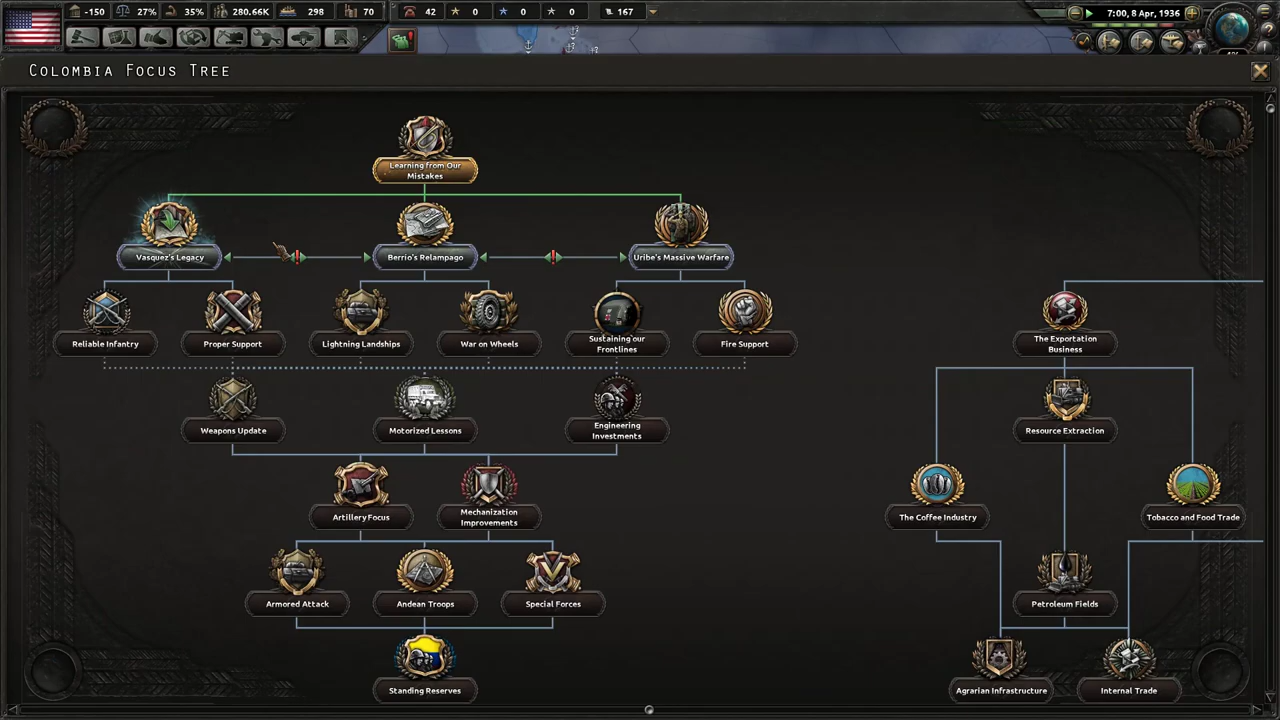 -150 27% 35% 280.66K 298 70 42 0 0 0 167 7:00, 8 Apr, 1936
Colombia Focus Tree
Learning from Our
Mistakes
Vasquez's Legacy Berrio's Relampago Uribe's Massive Warfare
Reliable Infantry Proper Support Lightning Landships War on Wheels Sustaining our
Frontlines Fire Support The Exportation
Business
Weapons Update Motorized Lessons Engineering
Investments Resource Extraction
Artillery Focus Mechanization
Improvements The Coffee Industry Tobacco and Food Trade
Armored Attack Andean Troops Special Forces Petroleum Fields
Standing Reserves Agrarian Infrastructure Internal Trade